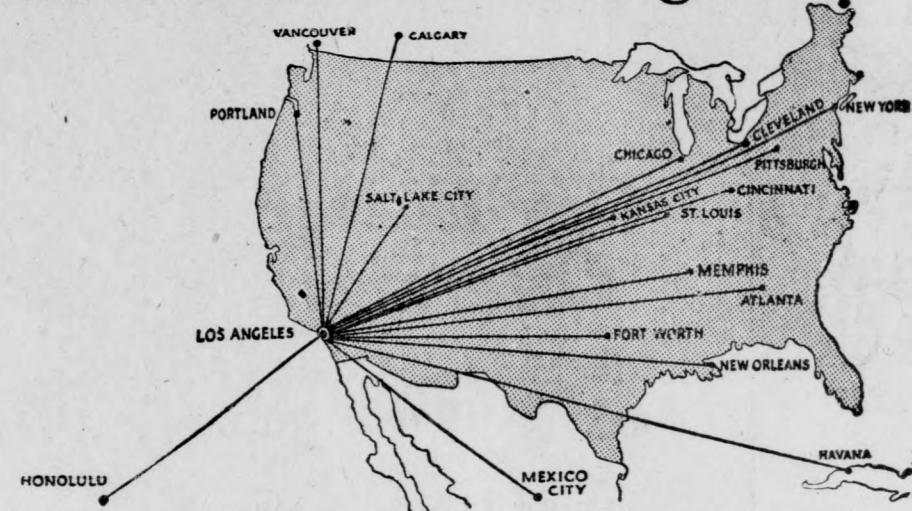 VANCOUVER
CALGARY
PORTLAND
CLEVELAND
NEW YORK
CHICAGO
PITTSBURGH
SALT LAKE CITY
CINCINNATI
KANSAS CITY
ST. LOUIS
MEMPHIS
ATLANTA
LOS ANGELES
FORT WORTH
NEW ORLEANS
HAVANA
HONOLULU
MEXICO
CITY